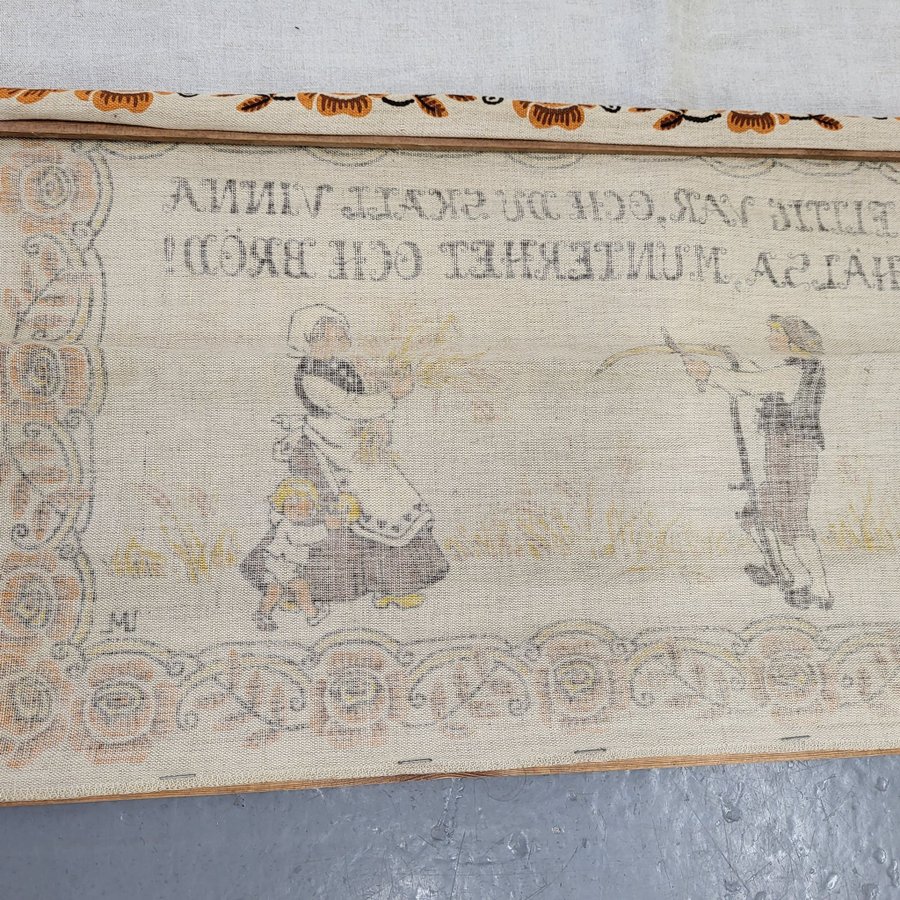 FLITIG VAR, OCH DU SKALL VINNA
HÄLSA, MUNTERHET OCH BRÖD!